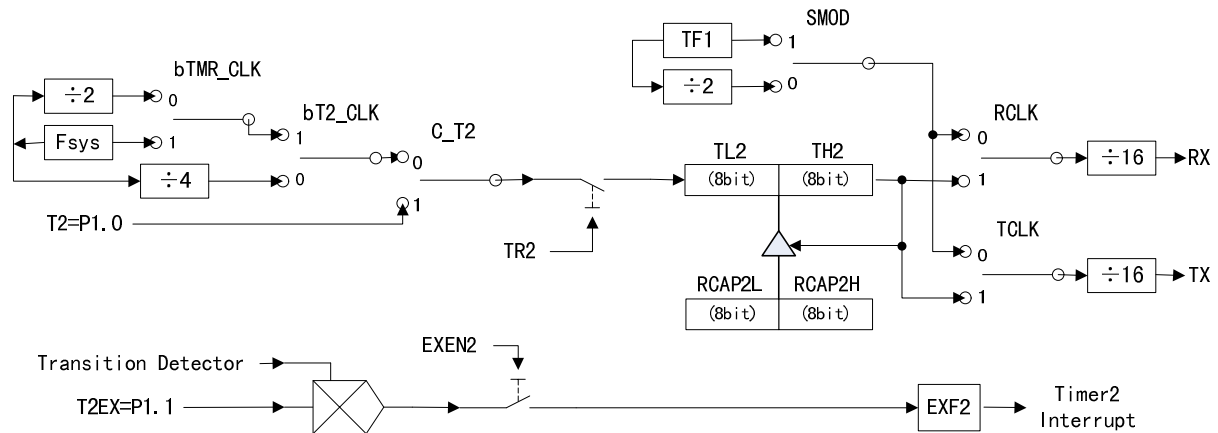 SMOD
TF1
1
÷2
0
bTMR_CLK
÷2
0
bT2_CLK
Fsys
1
1
C_T2
÷4
0
0
T2=P1.0
1
TR2
TL2
TH2
(8bit)
(8bit)
RCLK
0
÷16
RX
1
TCLK
0
÷16
TX
1
RCAP2L
RCAP2H
(8bit)
(8bit)
EXEN2
Transition Detector
T2EX=P1.1
EXF2
Timer2
Interrupt